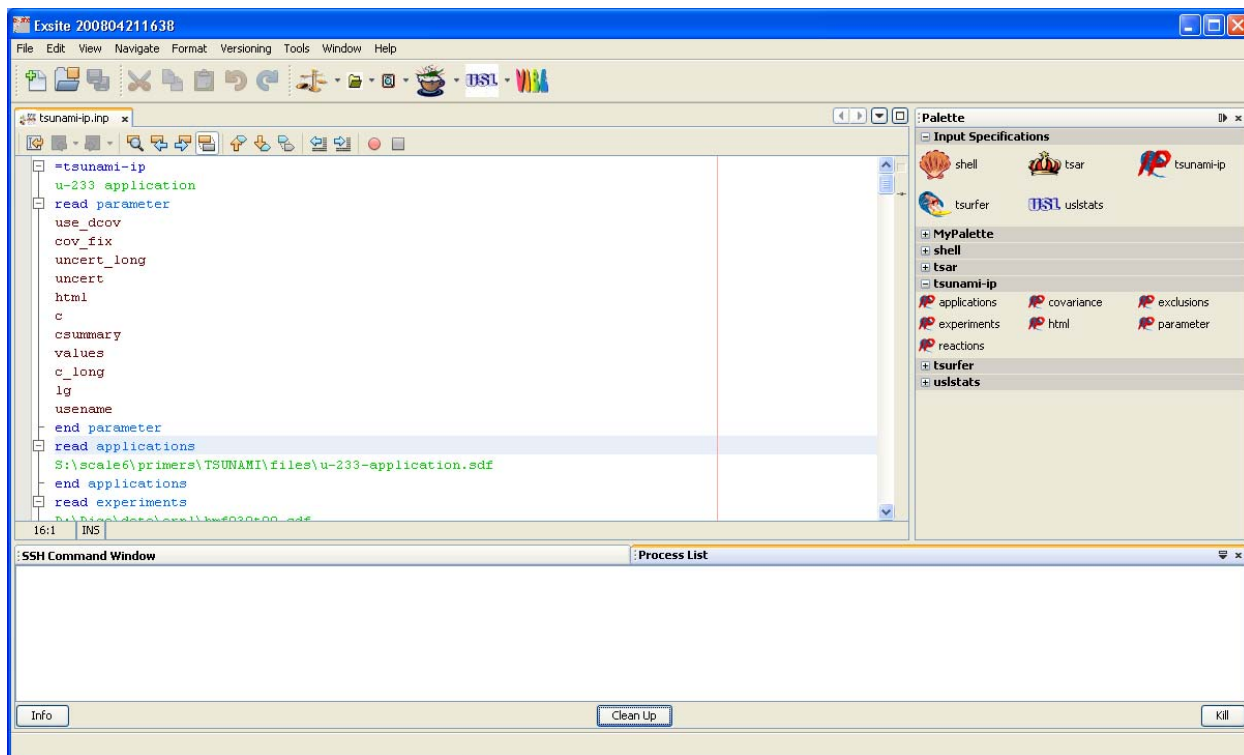 Exsite 200804211638
File Edit View Navigate Format Versioning Tools Window Help
USL
tsunami-ip.inp x
=tsunami-ip
u-233 application
read parameter
use_dcov
cov_fix
uncert_long
uncert
html
c
csummary
values
c_long
lg
usename
end parameter
read applications
S:\scale6\primers\TSUNAMI\files\u-233-application.sdf
end applications
read experiments
16:1 INS
Palette
Input Specifications
shell tsar tsunami-ip
tsurfer USL uslstats
MyPalette
shell
tsar
tsunami-ip
applications covariance exclusions
experiments html parameter
reactions
tsurfer
uslstats
SSH Command Window
Process List
Info Clean Up Kill